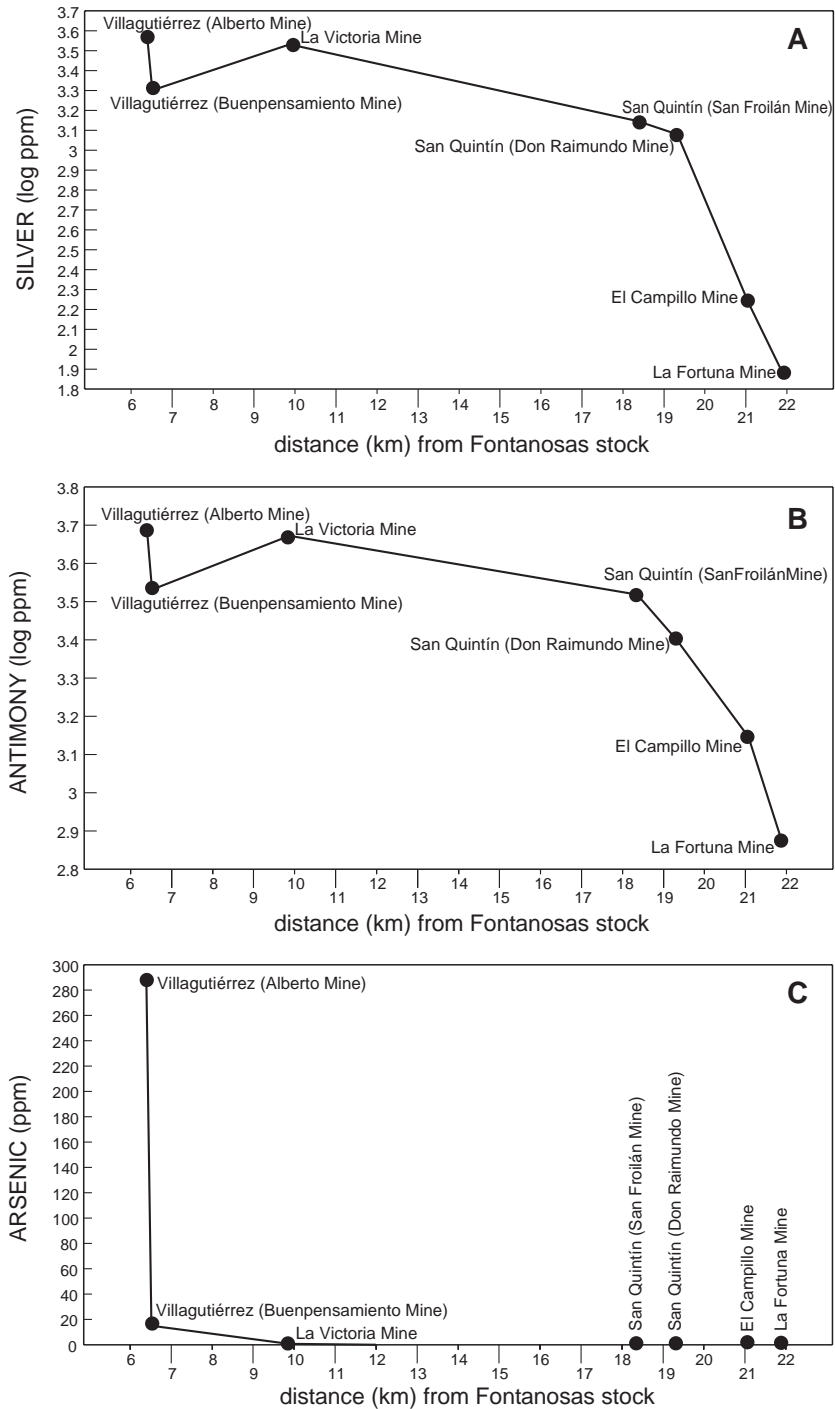 A
SILVER (log ppm)
3.7
3.6
3.5
3.4
3.3
3.2
3.1
3
2.9
2.8
2.7
2.6
2.5
2.4
2.3
2.2
2.1
2
1.9
1.8
Villagutiérrez (Alberto Mine)
La Victoria Mine
Villagutiérrez (Buenpensamiento Mine)
San Quintín (San Froilán Mine)
San Quintín (Don Raimundo Mine)
El Campillo Mine
La Fortuna Mine
6 7 8 9 10 11 12 13 14 15 16 17 18 19 20 21 22
distance (km) from Fontanosas stock
B
ANTIMONY (log ppm)
3.8
3.7
3.6
3.5
3.4
3.3
3.2
3.1
3
2.9
2.8
Villagutiérrez (Alberto Mine)
La Victoria Mine
Villagutiérrez (Buenpensamiento Mine)
San Quintín (SanFroilánMine)
San Quintín (Don Raimundo Mine)
El Campillo Mine
La Fortuna Mine
6 7 8 9 10 11 12 13 14 15 16 17 18 19 20 21 22
distance (km) from Fontanosas stock
C
ARSENIC (ppm)
300
280
260
240
220
200
180
160
140
120
100
80
60
40
20
0
Villagutiérrez (Alberto Mine)
Villagutiérrez (Buenpensamiento Mine)
La Victoria Mine
San Quintín (San Froilán Mine)
San Quintín (Don Raimundo Mine)
El Campillo Mine
La Fortuna Mine
6 7 8 9 10 11 12 13 14 15 16 17 18 19 20 21 22
distance (km) from Fontanosas stock